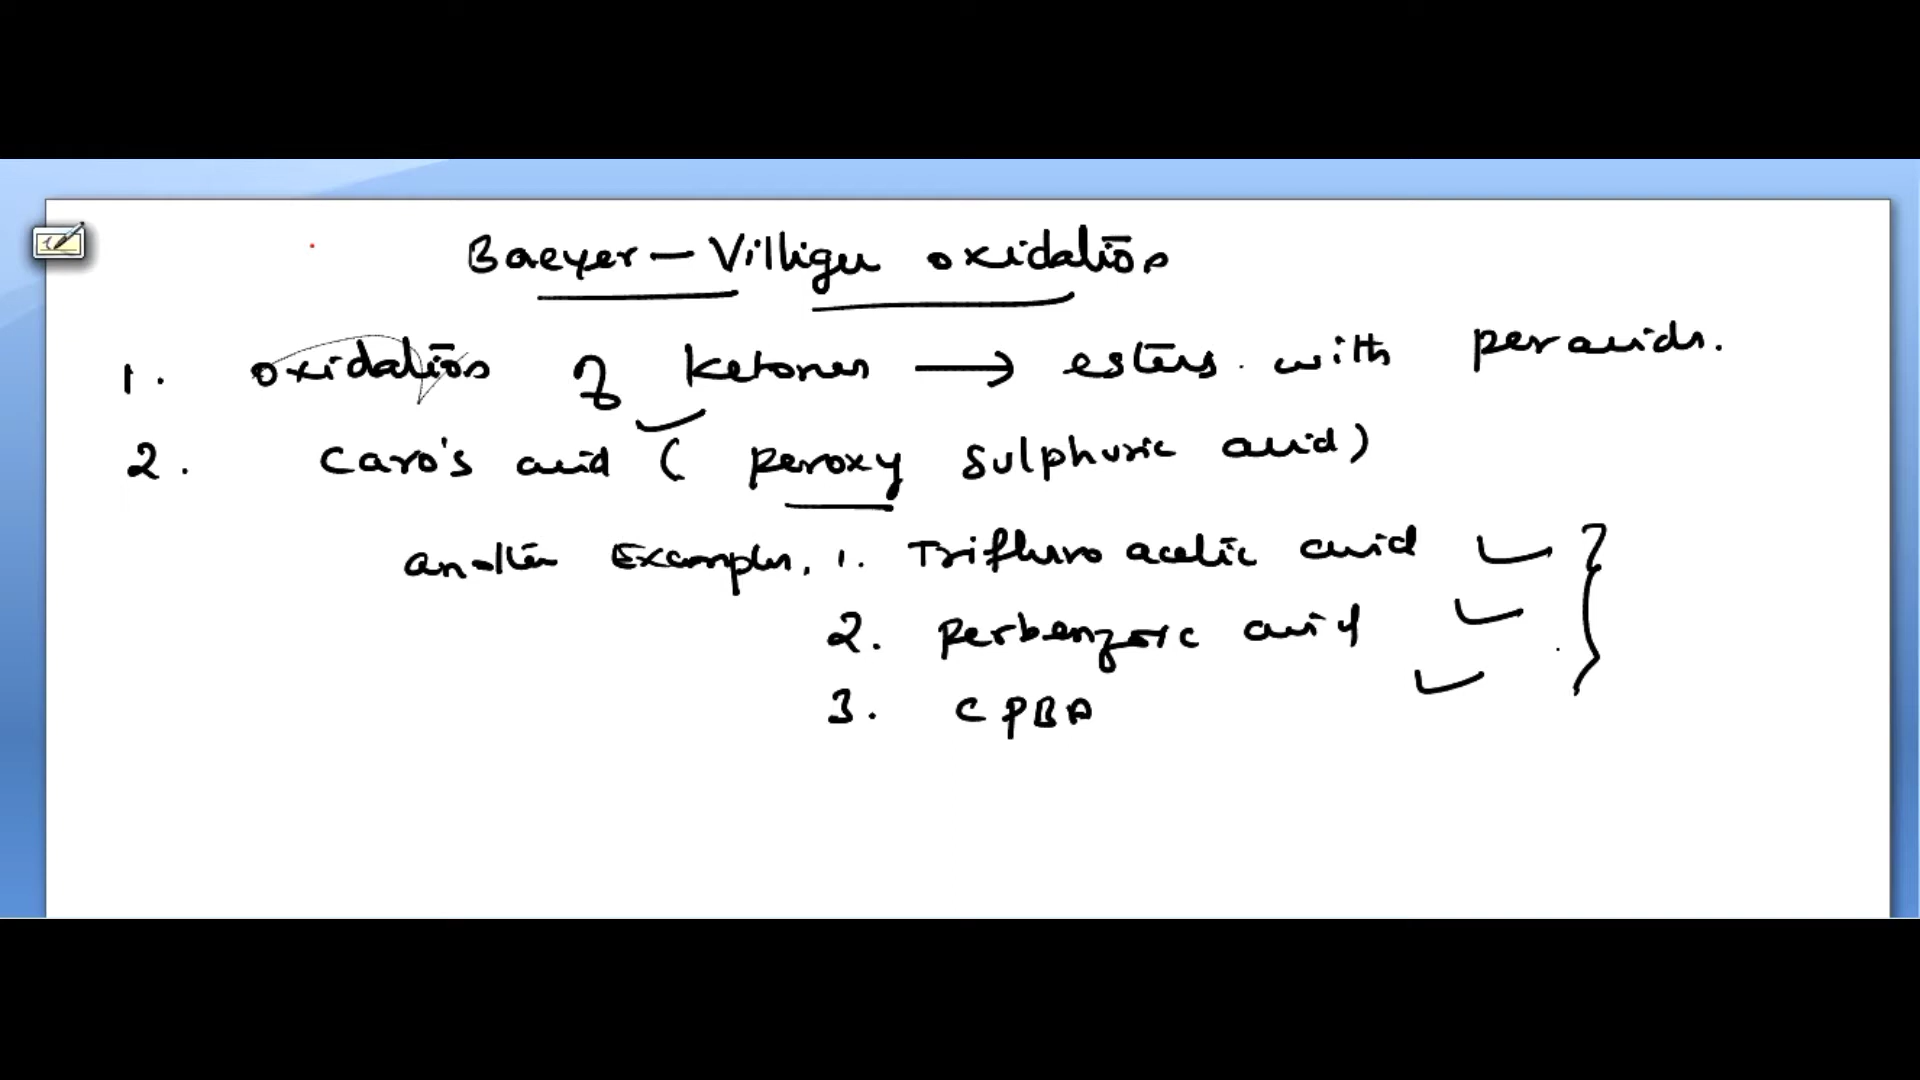 Baeyer - Villiger oxidation
1. oxidation of ketones → esters. with peracids.
2. Caro's acid ( peroxy sulphuric acid)
another Examples, 1. Trifluro acetic acid
2. perbenzoic acid
3. CPBA